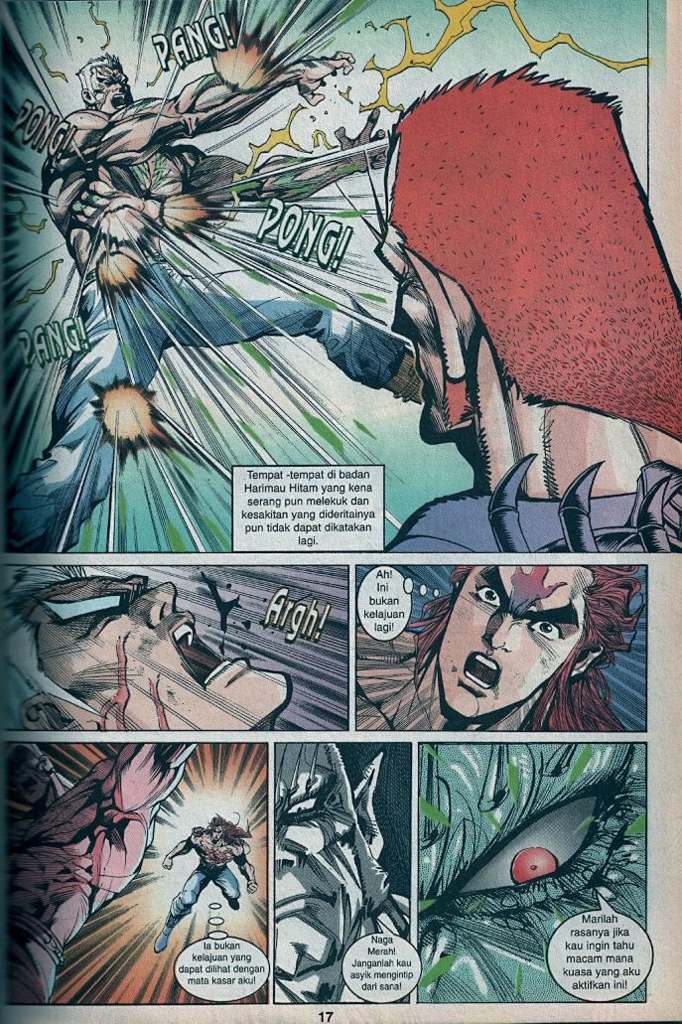 PANG!
PONG!
PONG!
PANG!
Tempat -tempat di badan
Harimau Hitam yang kena
serang pun melekuk dan
kesakitan yang dideritainya
pun tidak dapat dikatakan
lagi.
Argh!
Ah!
Ini
bukan
kelajuan
lagi!
Ia bukan
kelajuan yang
dapat dilihat dengan
mata kasar aku!
Naga
Merah!
Janganlah kau
asyik mengintip
dari sana!
Marilah
rasanya jika
kau ingin tahu
macam mana
kuasa yang aku
aktifkan ini!
17